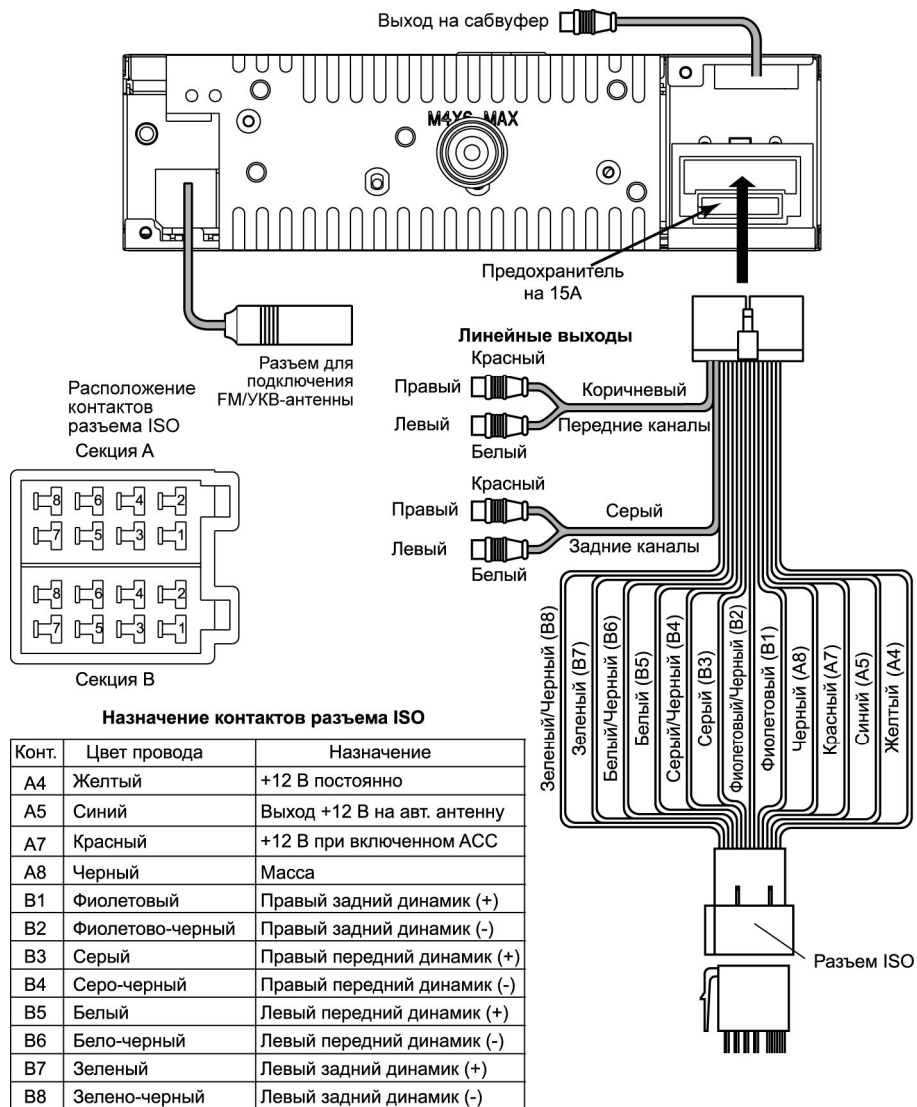 Выход на сабвуфер
M4X6 MAX
Предохранитель
на 15А
Разъем для
подключения
FM/УКВ-антенны
Линейные выходы
Красный
Правый
Коричневый
Левый
Передние каналы
Белый
Красный
Правый
Серый
Левый
Задние каналы
Белый
Расположение
контактов
разъема ISO
Секция А
8 6 4 2
7 5 3 1
8 6 4 2
7 5 3 1
Секция В
Зеленый/Черный (B8)
Зеленый (B7)
Белый/Черный (B6)
Белый (B5)
Серый/Черный (B4)
Серый (B3)
Фиолетовый/Черный (B2)
Фиолетовый (B1)
Черный (A8)
Красный (A7)
Синий (A5)
Желтый (A4)
Разъем ISO
Назначение контактов разъема ISO
Конт. Цвет провода Назначение
A4 Желтый +12 В постоянно
A5 Синий Выход +12 В на авт. антенну
A7 Красный +12 В при включенном ACC
A8 Черный Масса
B1 Фиолетовый Правый задний динамик (+)
B2 Фиолетово-черный Правый задний динамик (-)
B3 Серый Правый передний динамик (+)
B4 Серо-черный Правый передний динамик (-)
B5 Белый Левый передний динамик (+)
B6 Бело-черный Левый передний динамик (-)
B7 Зеленый Левый задний динамик (+)
B8 Зелено-черный Левый задний динамик (-)